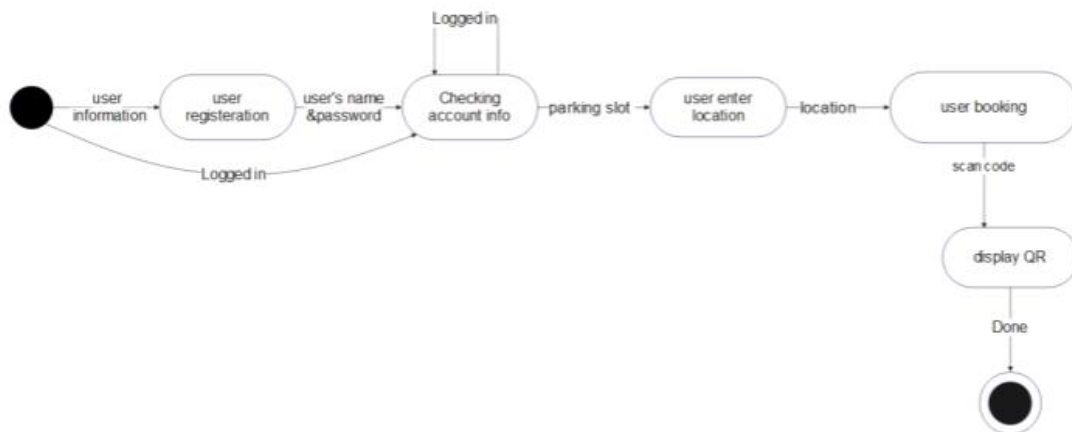 Logged in
user
information
user
registeration
user's name
&password
Checking
account info
parking slot
user enter
location
location
user booking
Logged in
scan code
display QR
Done